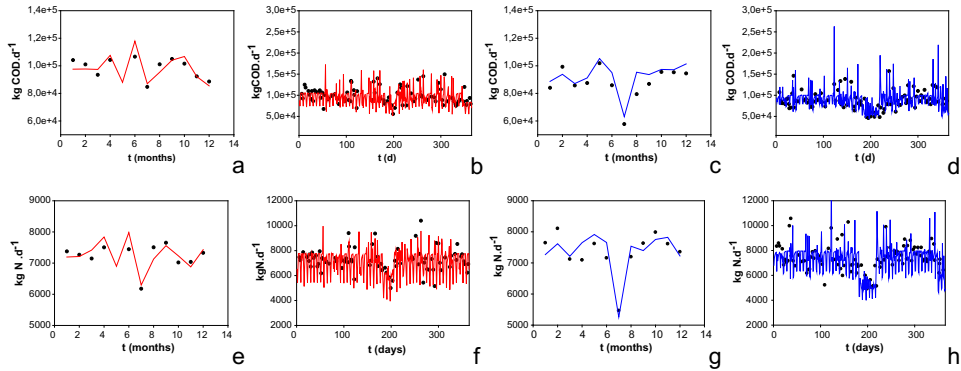 1,4e+5
1,2e+5
1,0e+5
8,0e+4
6,0e+4
kg COD.d-1
0 2 4 6 8 10 12 14
t (months)
a
3,0e+5
2,5e+5
2,0e+5
1,0e+5
1,0e+5
5,0e+4
kgCOD.d-1
0 100 200 300
t (d)
b
1,4e+5
1,2e+5
1,0e+5
8,0e+4
6,0e+4
kg COD.d-1
0 2 4 6 8 10 12 14
t (months)
c
3,0e+5
2,5e+5
2,0e+5
1,0e+5
1,0e+5
5,0e+4
kg COD.d-1
0 100 200 300
t (d)
d
9000
8000
7000
6000
5000
kg N .d-1
0 2 4 6 8 10 12 14
t (months)
e
12000
10000
8000
6000
4000
2000
kgN.d-1
0 100 200 300
t (days)
f
9000
8000
7000
6000
5000
kg N.d-1
0 2 4 6 8 10 12 14
t (months)
g
12000
10000
8000
6000
4000
2000
kg N.d-1
0 100 200 300
t (days)
h